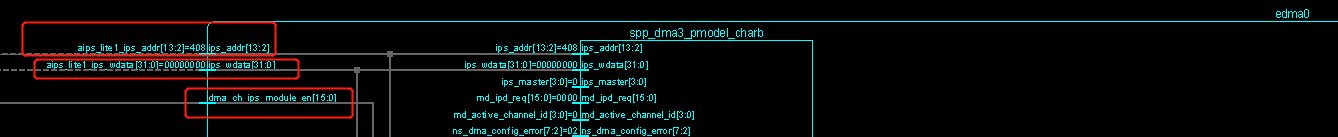 edma0
spp_dma3_pmodel_charb
aips_lite1_ips_addr[13:2]=408 ips_addr[13:2] ips_addr[13:2]=408 ips_addr[13:2]
aips_lite1_ips_wdata[31:0]=00000000 ips_wdata[31:0] ips_wdata[31:0]=00000000 ips_wdata[31:0]
ips_master[3:0]=0 ips_master[3:0]
dma_ch_ips_module_en[15:0] md_ipd_req[15:0]=0000 md_ipd_req[15:0]
md_active_channel_id[3:0]=0 md_active_channel_id[3:0]
ns_dma_config_error[7:2]=02 ns_dma_config_error[7:2]